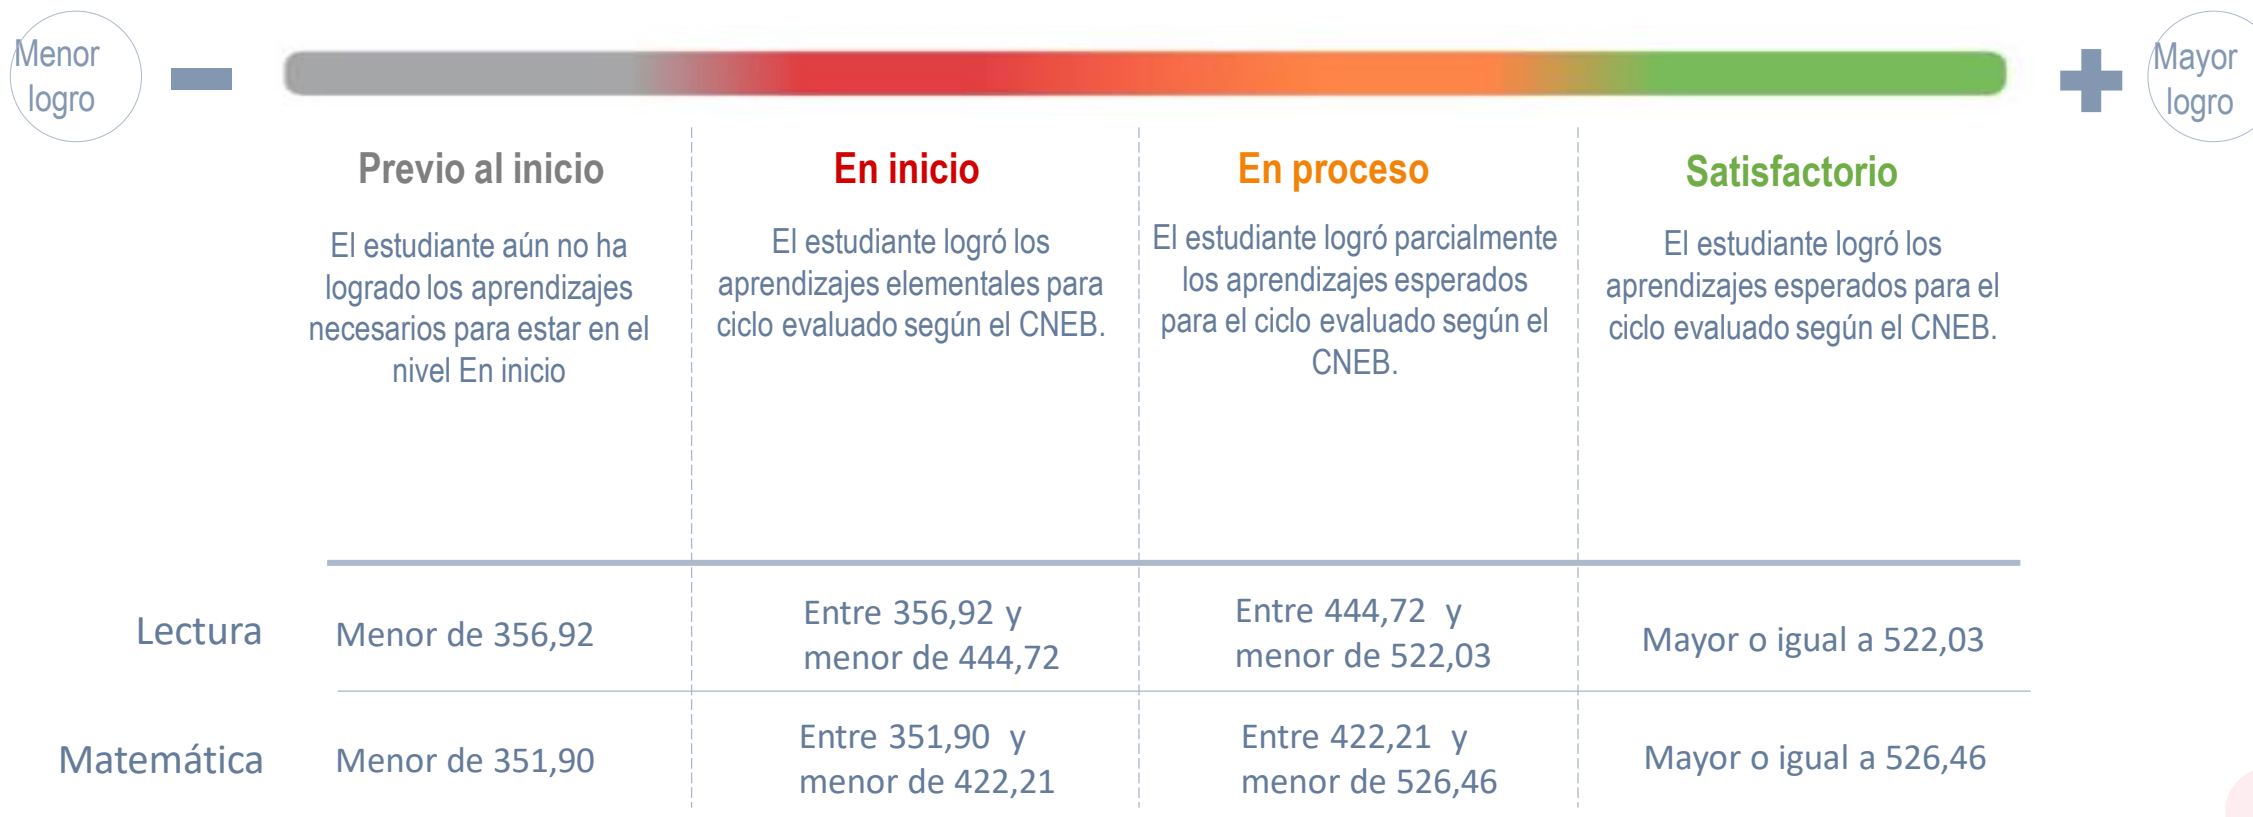 Menor
logro
Mayor
logro
Previo al inicio
El estudiante aún no ha
logrado los aprendizajes
necesarios para estar en el
nivel En inicio
En inicio
El estudiante logró los
aprendizajes elementales para
ciclo evaluado según el CNEB.
En proceso
El estudiante logró parcialmente
los aprendizajes esperados
para el ciclo evaluado según el
CNEB.
Satisfactorio
El estudiante logró los
aprendizajes esperados para el
ciclo evaluado según el CNEB.
Lectura
Menor de 356,92
Entre 356,92 y
menor de 444,72
Entre 444,72 y
menor de 522,03
Mayor o igual a 522,03
Matemática
Menor de 351,90
Entre 351,90 y
menor de 422,21
Entre 422,21 y
menor de 526,46
Mayor o igual a 526,46